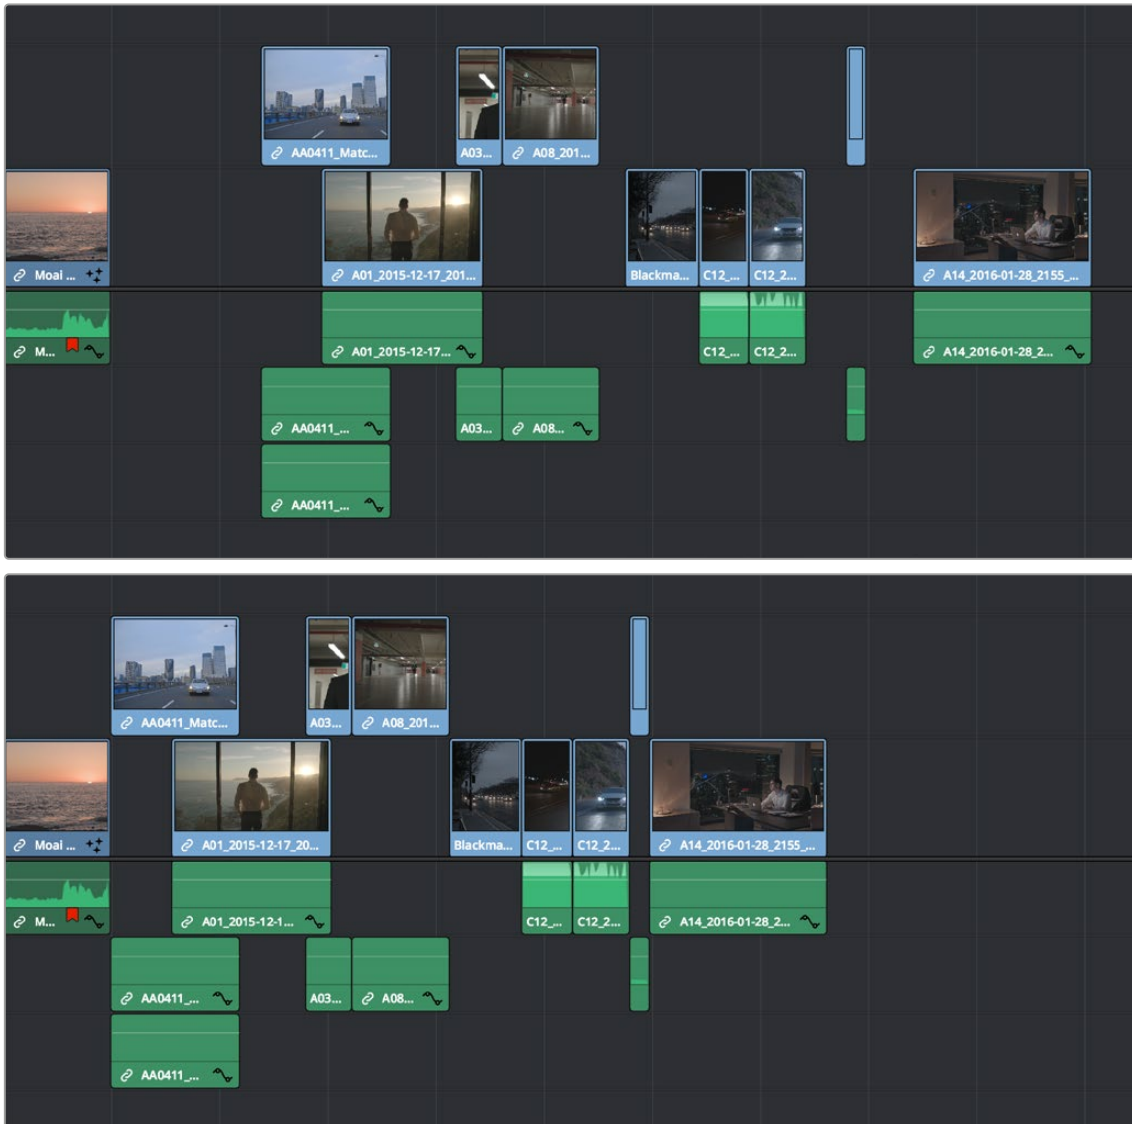 AA0411_Matc...
A03...
A08_201...
Moai ...
A01_2015-12-17_201...
Blackma...
C12_...
C12_2...
A14_2016-01-28_2155_...
M...
A01_2015-12-17...
C12_...
C12_2...
A14_2016-01-28_2...
AA0411_...
A03...
A08...
AA0411_...
AA0411_Matc...
A03...
A08_201...
Moai ...
A01_2015-12-17_20...
Blackma...
C12_...
C12_2...
A14_2016-01-28_2155_...
M...
A01_2015-12-1...
C12_...
C12_2...
A14_2016-01-28_2...
AA0411_...
A03...
A08...
AA0411_...